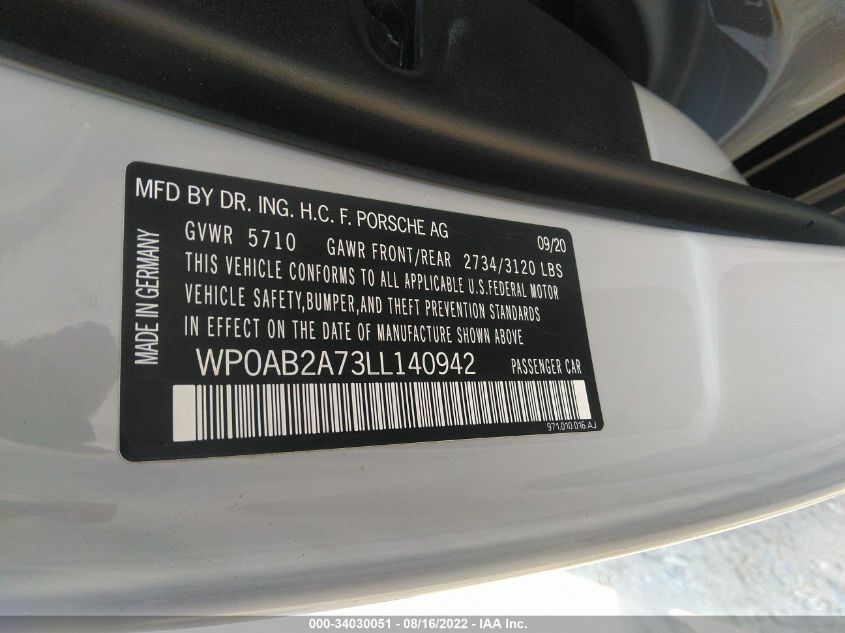 MFD BY DR. ING. H.C. F. PORSCHE AG 09/20
GVWR 5710 GAWR FRONT/REAR 2734/3120 LBS
THIS VEHICLE CONFORMS TO ALL APPLICABLE U.S.FEDERAL MOTOR
VEHICLE SAFETY,BUMPER,AND THEFT PREVENTION STANDARDS
IN EFFECT ON THE DATE OF MANUFACTURE SHOWN ABOVE.
MADE IN GERMANY
WP0AB2A73LL140942 PASSENGER CAR
971.010.016.AJ
000-34030051 - 08/16/2022 - IAA Inc.